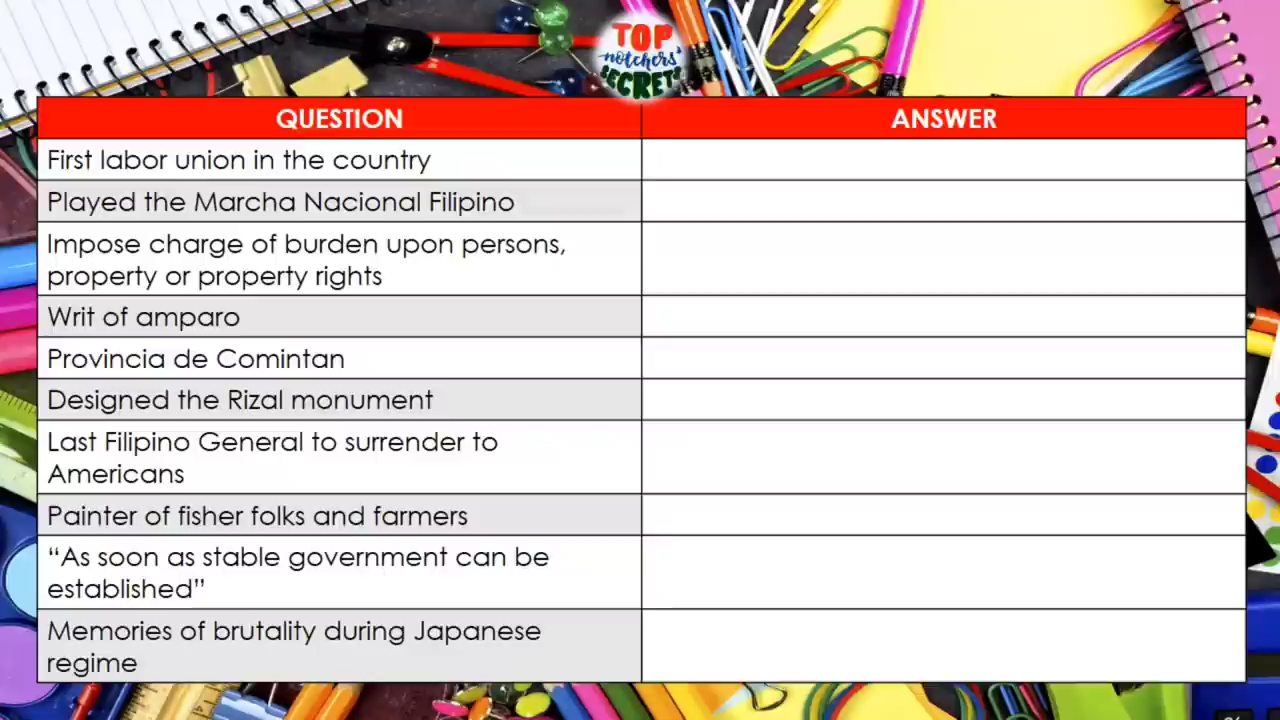 TOP
notchers'
SECRETS
QUESTION
ANSWER
First labor union in the country
Played the Marcha Nacional Filipino
Impose charge of burden upon persons,
property or property rights
Writ of amparo
Provincia de Comintan
Designed the Rizal monument
Last Filipino General to surrender to
Americans
Painter of fisher folks and farmers
“As soon as stable government can be
established”
Memories of brutality during Japanese
regime